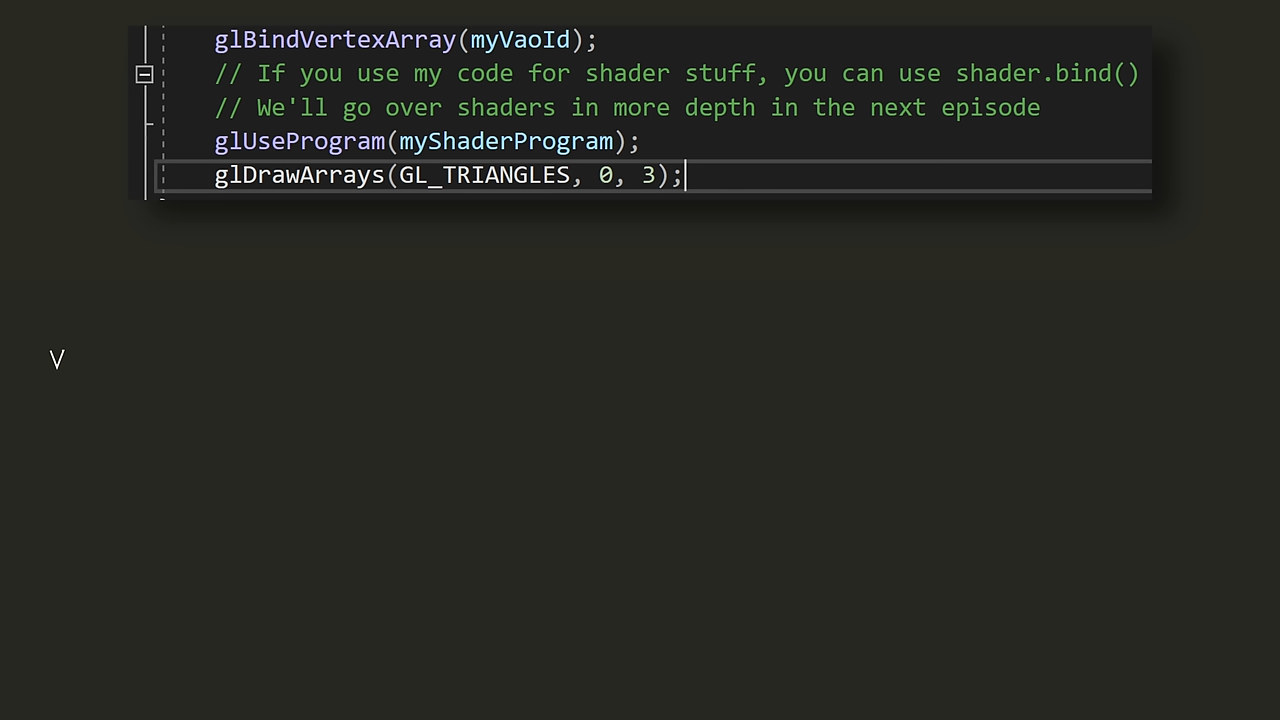 glBindVertexArray(myVaoId);
// If you use my code for shader stuff, you can use shader.bind()
// We'll go over shaders in more depth in the next episode
glUseProgram(myShaderProgram);
glDrawArrays(GL_TRIANGLES, 0, 3);
V